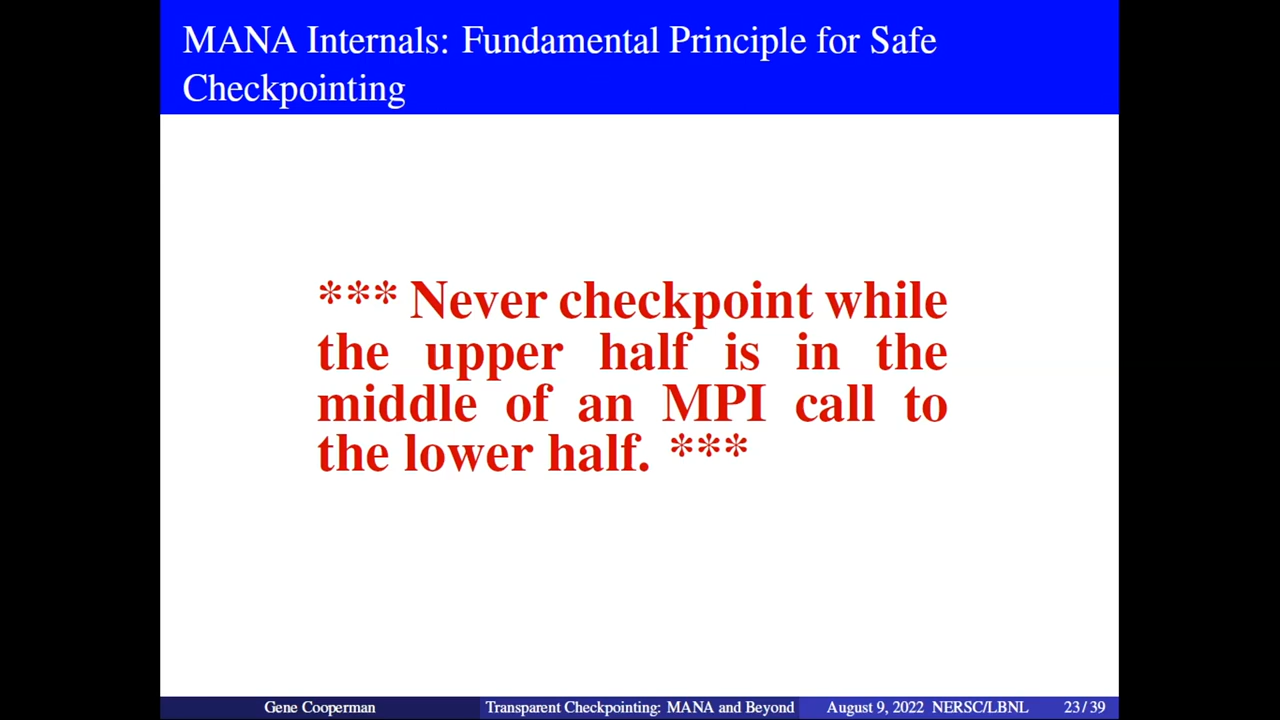 MANA Internals: Fundamental Principle for Safe
Checkpointing
*** Never checkpoint while
the upper half is in the
middle of an MPI call to
the lower half. ***
Gene Cooperman
Transparent Checkpointing: MANA and Beyond
August 9, 2022 NERSC/LBNL
23 / 39